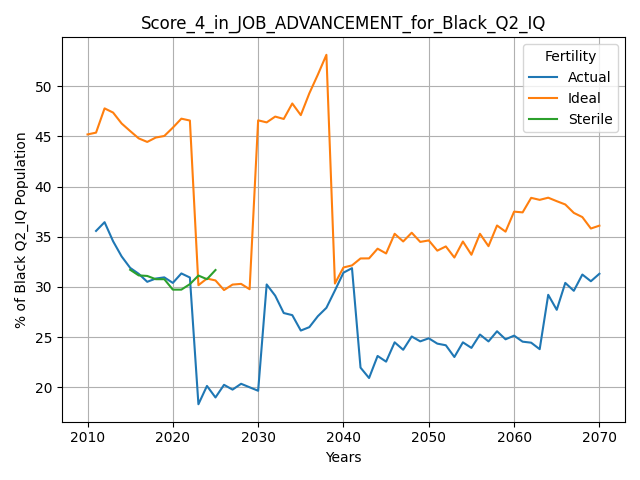 Score_4_in_JOB_ADVANCEMENT_for_Black_Q2_IQ
Fertility
Actual
Ideal
Sterile
% of Black Q2_IQ Population
50
45
40
35
30
25
20
2010 2020 2030 2040 2050 2060 2070
Years